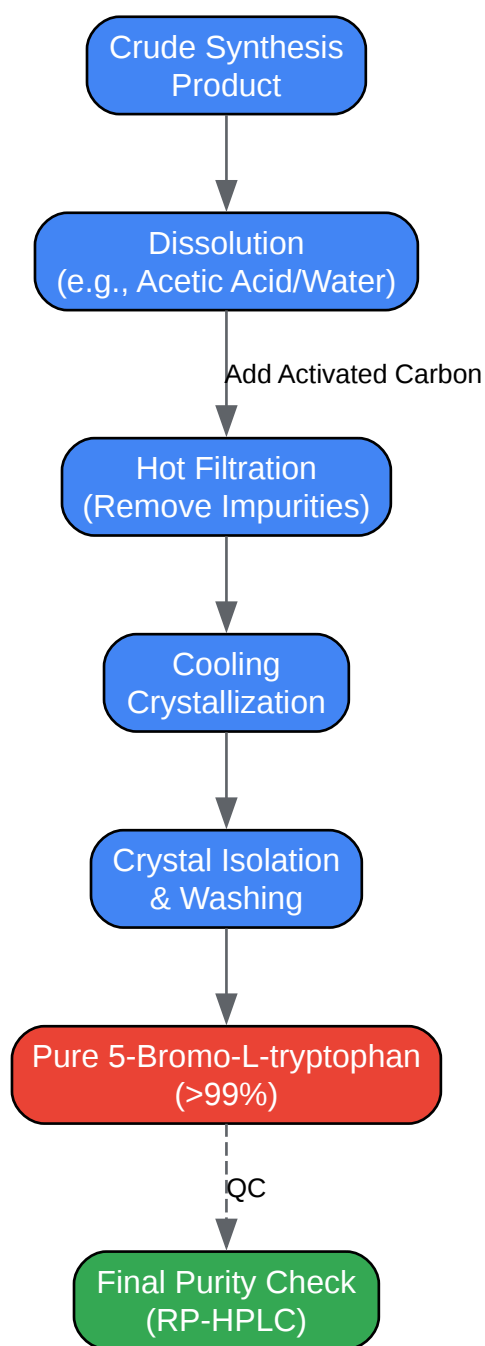 Crude Synthesis
Product
Dissolution
(e.g., Acetic Acid/Water)
Add Activated Carbon
Hot Filtration
(Remove Impurities)
Cooling
Crystallization
Crystal Isolation
& Washing
Pure 5-Bromo-L-tryptophan
(>99%)
QC
Final Purity Check
(RP-HPLC)